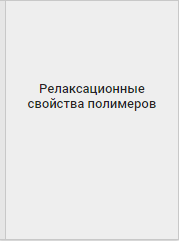 Релаксационные
свойства полимеров